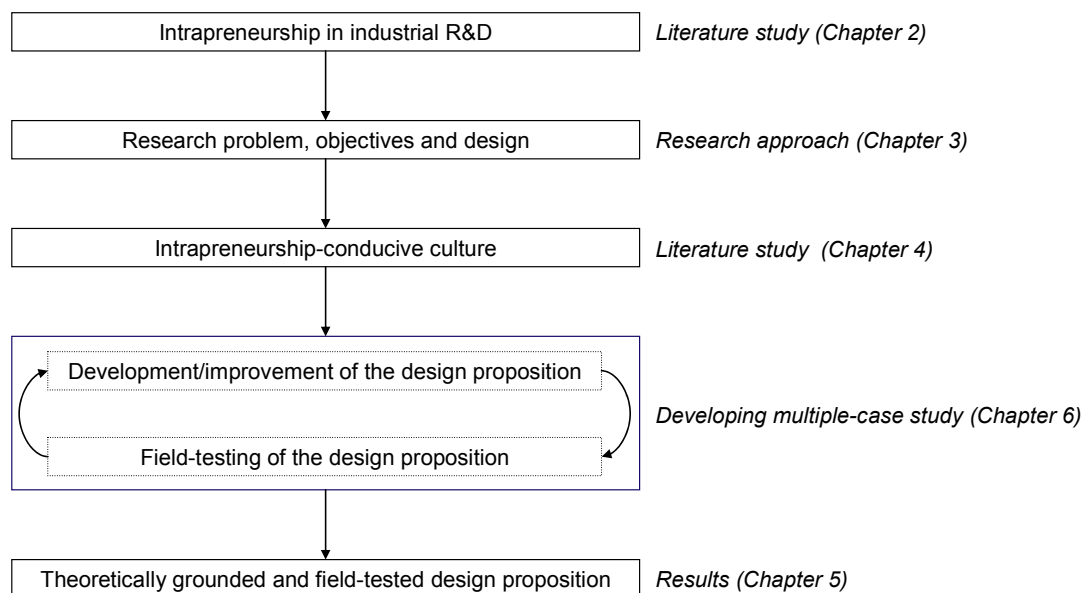 Intrapreneurship in industrial R&D
Literature study (Chapter 2)
Research problem, objectives and design
Research approach (Chapter 3)
Intrapreneurship-conducive culture
Literature study (Chapter 4)
Development/improvement of the design proposition
Field-testing of the design proposition
Developing multiple-case study (Chapter 6)
Theoretically grounded and field-tested design proposition
Results (Chapter 5)